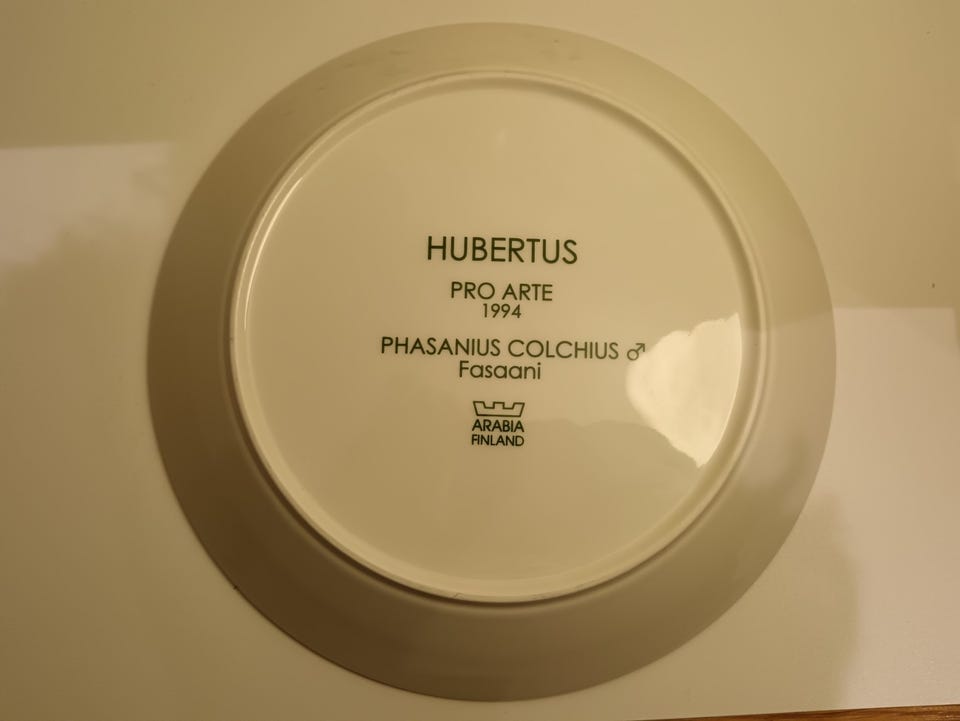 HUBERTUS
PRO ARTE
1994
PHASANIUS COLCHIUS ♂
Fasaani
ARABIA
FINLAND